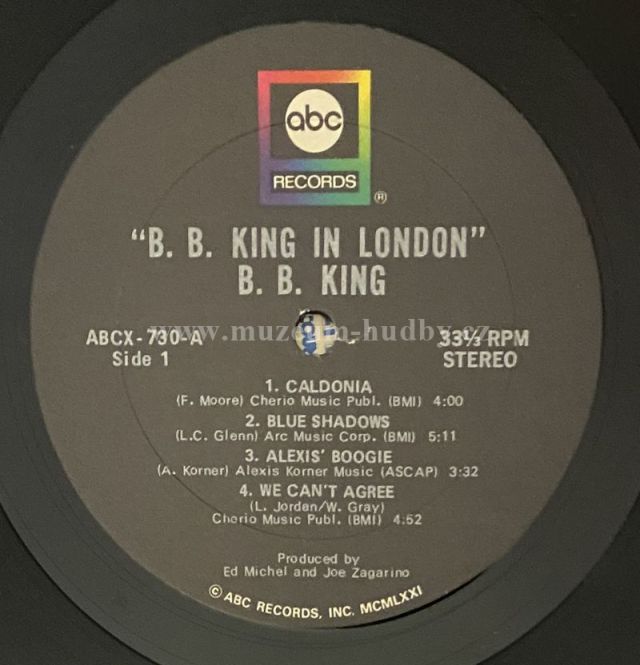 abc
RECORDS
®
"B. B. KING IN LONDON"
B. B. KING
www.muzeum-hudby.cz
ABCX-730-A
Side 1
33⅓ RPM
STEREO
1. CALDONIA
(F. Moore) Cherio Music Publ. (BMI) 4:00
2. BLUE SHADOWS
(L.C. Glenn) Arc Music Corp. (BMI) 5:11
3. ALEXIS' BOOGIE
(A. Korner) Alexis Korner Music (ASCAP) 3:32
4. WE CAN'T AGREE
(L. Jordan/W. Gray)
Cherio Music Publ. (BMI) 4:52
Produced by
Ed Michel and Joe Zagarino
© ABC RECORDS, INC. MCMLXXI